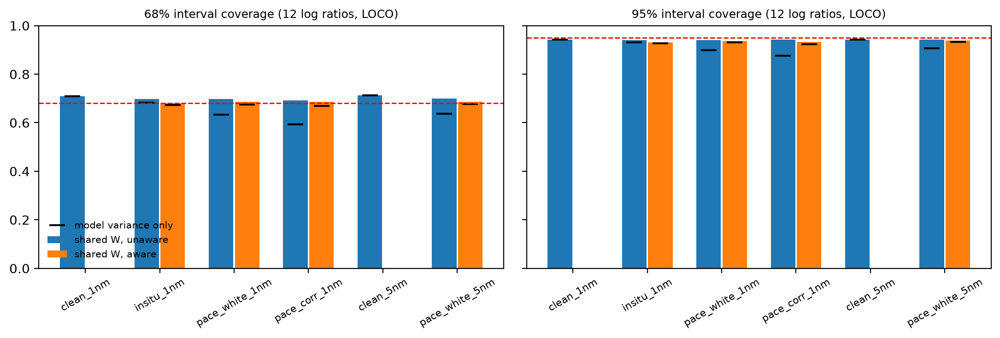 68% interval coverage (12 log ratios, LOCO)
1.0
0.8
0.6
0.4
0.2
0.0
model variance only
shared W, unaware
shared W, aware
clean_1nm
insitu_1nm
pace_white_1nm
pace_corr_1nm
clean_5nm
pace_white_5nm
95% interval coverage (12 log ratios, LOCO)
clean_1nm
insitu_1nm
pace_white_1nm
pace_corr_1nm
clean_5nm
pace_white_5nm